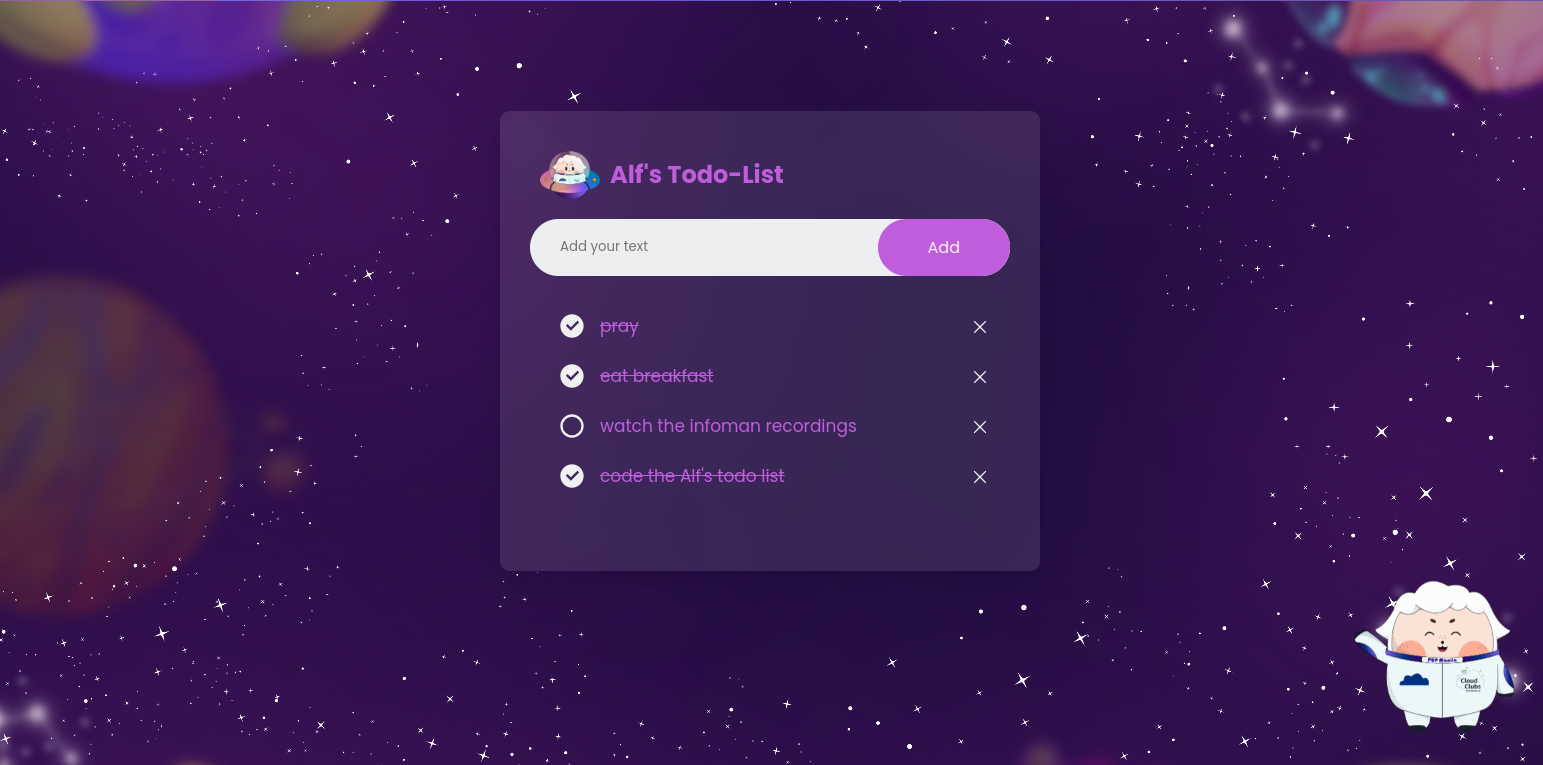 Alf's Todo-List
Add your text
Add
pray
eat breakfast
watch the infoman recordings
code the Alf's todo list
PUP Manila
Cloud
Clubs